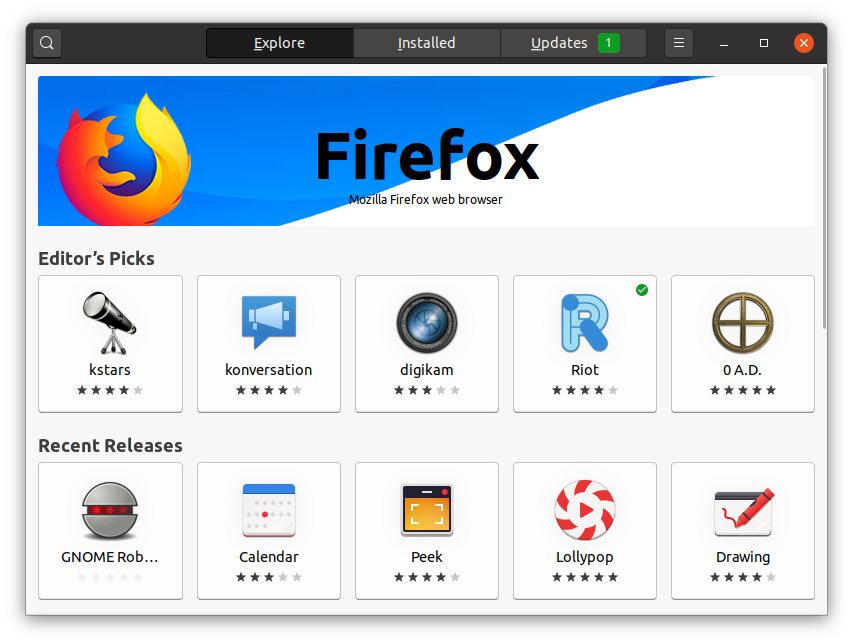 Explore Installed Updates 1
Firefox
Mozilla Firefox web browser
Editor’s Picks
kstars konversation digikam Riot 0 A.D.
Recent Releases
GNOME Rob… Calendar Peek Lollypop Drawing